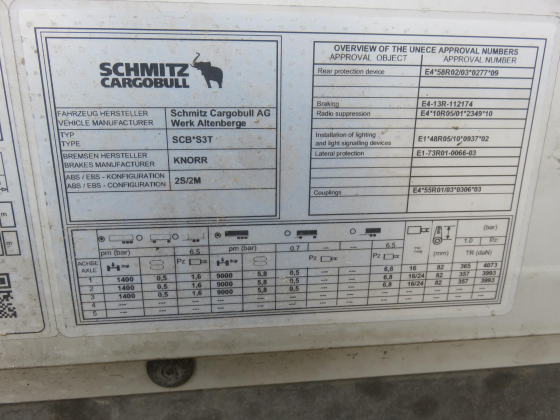 SCHMITZ
CARGOBULL
FAHRZEUG HERSTELLER
VEHICLE MANUFACTURER
Schmitz Cargobull AG
Werk Altenberge
TYP
TYPE
SCB*S3T
BREMSEN HERSTELLER
BRAKES MANUFACTURER
KNORR
ABS / EBS - KONFIGURATION
ABS / EBS - CONFIGURATION
2S/2M
OVERVIEW OF THE UNECE APPROVAL NUMBERS
APPROVAL OBJECT APPROVAL NUMBER
Rear protection device E4*58R02/03*0277*09
Braking E4-13R-112174
Radio suppression E4*10R05/01*2349*10
Installation of lighting
and light signalling devices E1*48R05/10*0937*02
Lateral protection E1-73R01-0066-03
Couplings E4*55R01/03*0306*03
(bar)
6.5 0.7 --- --- 6.5 1.0
ACHSE
AXLE
pm (bar) Pz pm (bar) Pz Pz (mm) TR (daN)
1 1400 0,5 1,6 9000 5,8 0,5 --- --- 6,8 16 82 365 4073
2 1400 0,5 1,6 9000 5,8 0,5 --- --- 6,8 16/24 82 357 3993
3 1400 0,5 1,6 9000 5,8 0,5 --- --- 6,8 16/24 82 357 3993
4 --- --- --- --- --- --- --- --- --- --- --- --- ---
5 --- --- --- --- --- --- --- --- --- --- --- --- ---